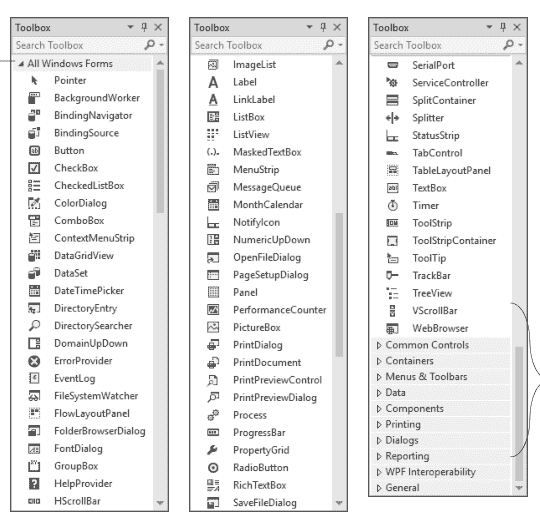 Toolbox
Search Toolbox
All Windows Forms
Pointer
BackgroundWorker
BindingNavigator
BindingSource
Button
CheckBox
CheckedListBox
ColorDialog
ComboBox
ContextMenuStrip
DataGridView
DataSet
DateTimePicker
DirectoryEntry
DirectorySearcher
DomainUpDown
ErrorProvider
EventLog
FileSystemWatcher
FlowLayoutPanel
FolderBrowserDialog
FontDialog
GroupBox
HelpProvider
HScrollBar
Toolbox
Search Toolbox
ImageList
Label
LinkLabel
ListBox
ListView
MaskedTextBox
MenuStrip
MessageQueue
MonthCalendar
NotifyIcon
NumericUpDown
OpenFileDialog
PageSetupDialog
Panel
PerformanceCounter
PictureBox
PrintDialog
PrintDocument
PrintPreviewControl
PrintPreviewDialog
Process
ProgressBar
PropertyGrid
RadioButton
RichTextBox
SaveFileDialog
Toolbox
Search Toolbox
SerialPort
ServiceController
SplitContainer
Splitter
StatusStrip
TabControl
TableLayoutPanel
TextBox
Timer
ToolStrip
ToolStripContainer
ToolTip
TrackBar
TreeView
VScrollBar
WebBrowser
Common Controls
Containers
Menus & Toolbars
Data
Components
Printing
Dialogs
Reporting
WPF Interoperability
General